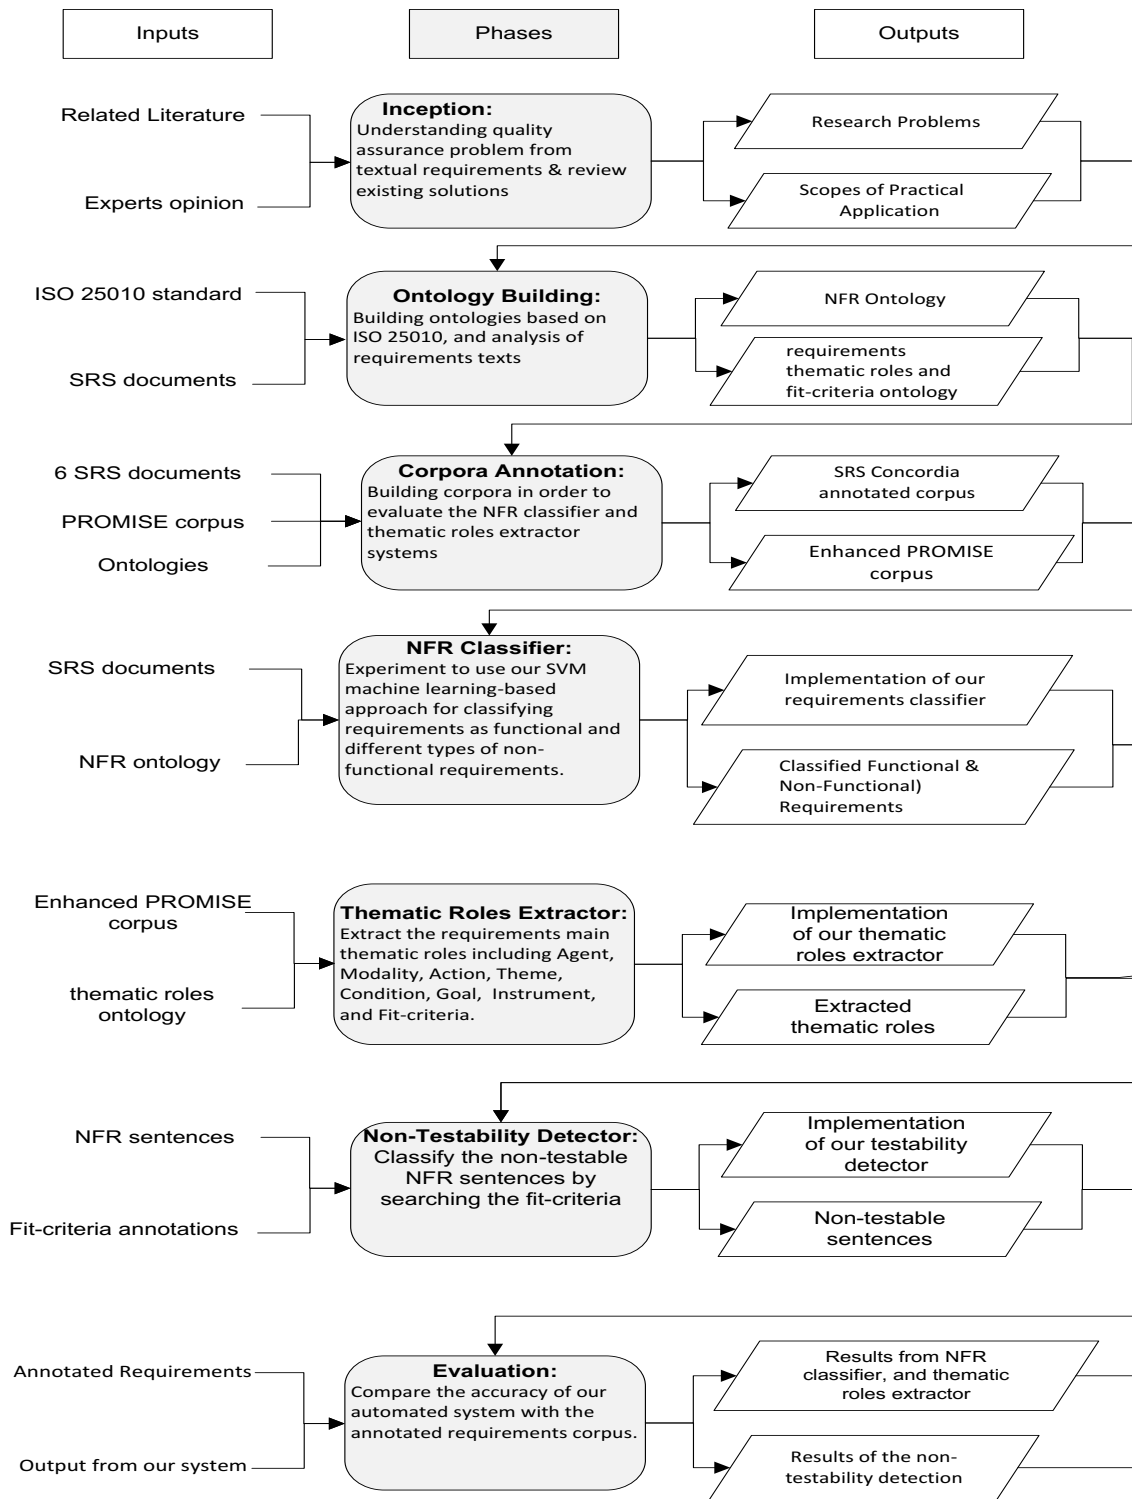 Inputs
Phases
Outputs
Related Literature
Experts opinion
Inception:
Understanding quality
assurance problem from
textual requirements & review
existing solutions
Research Problems
Scopes of Practical
Application
ISO 25010 standard
SRS documents
Ontology Building:
Building ontologies based on
ISO 25010, and analysis of
requirements texts
NFR Ontology
requirements
thematic roles and
fit-criteria ontology
6 SRS documents
PROMISE corpus
Ontologies
Corpora Annotation:
Building corpora in order to
evaluate the NFR classifier and
thematic roles extractor
systems
SRS Concordia
annotated corpus
Enhanced PROMISE
corpus
SRS documents
NFR ontology
NFR Classifier:
Experiment to use our SVM
machine learning-based
approach for classifying
requirements as functional and
different types of non-
functional requirements.
Implementation of our
requirements classifier
Classified Functional &
Non-Functional)
Requirements
Enhanced PROMISE
corpus
thematic roles
ontology
Thematic Roles Extractor:
Extract the requirements main
thematic roles including Agent,
Modality, Action, Theme,
Condition, Goal, Instrument,
and Fit-criteria.
Implementation
of our thematic
roles extractor
Extracted
thematic roles
NFR sentences
Fit-criteria annotations
Non-Testability Detector:
Classify the non-testable
NFR sentences by
searching the fit-criteria
Implementation
of our testability
detector
Non-testable
sentences
Annotated Requirements
Output from our system
Evaluation:
Compare the accuracy of our
automated system with the
annotated requirements corpus.
Results from NFR
classifier, and thematic
roles extractor
Results of the non-
testability detection